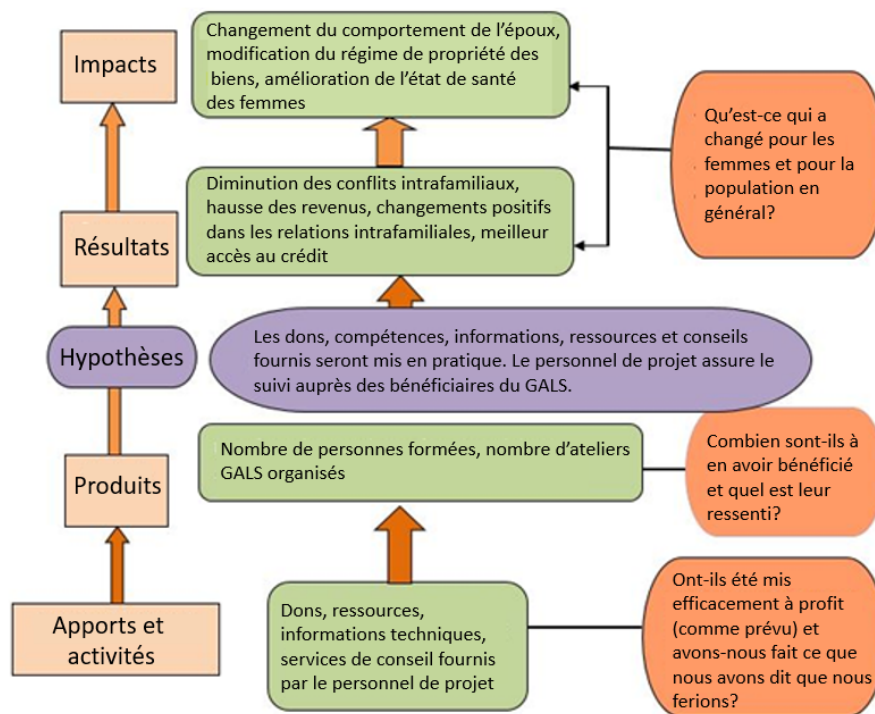 Impacts
Changement du comportement de l'époux,
modification du régime de propriété des
biens, amélioration de l'état de santé
des femmes
Qu'est-ce qui a
changé pour les
femmes et pour la
population en
général?
Résultats
Diminution des conflits intrafamiliaux,
hausse des revenus, changements positifs
dans les relations intrafamiliales, meilleur
accès au crédit
Hypothèses
Les dons, compétences, informations, ressources et conseils
fournis seront mis en pratique. Le personnel de projet assure le
suivi auprès des bénéficiaires du GALS.
Produits
Nombre de personnes formées, nombre d'ateliers
GALS organisés
Combien sont-ils à
en avoir bénéficié
et quel est leur
ressenti?
Apports et
activités
Dons, ressources,
informations techniques,
services de conseil fournis
par le personnel de projet
Ont-ils été mis
efficacement à profit
(comme prévu) et
avons-nous fait ce que
nous avons dit que nous
ferions?